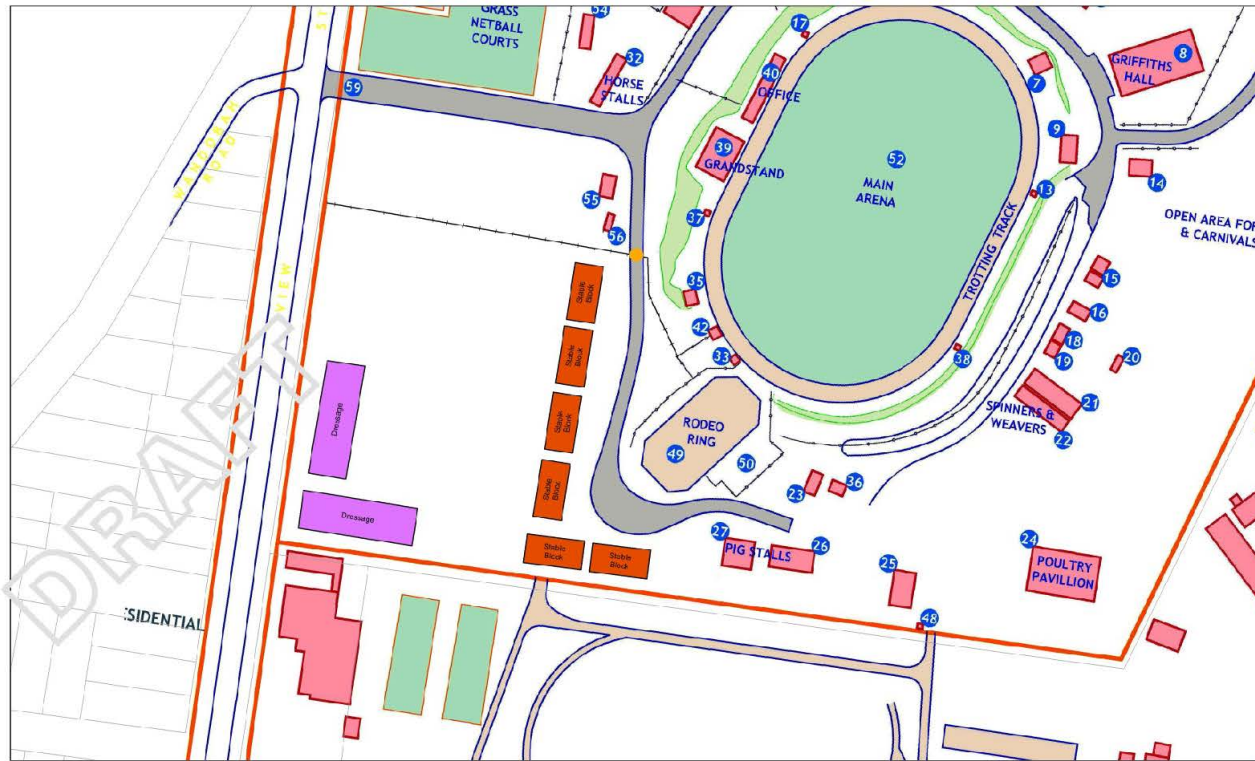 GRASS
NETBALL
COURTS
54
32
HORSE
STALLS
17
40
OFFICE
7
8
GRIFFITHS
HALL
59
ST
WANGOORAH
ROAD
VIEW
39
GRANDSTAND
52
MAIN
ARENA
9
13
14
OPEN AREA FOR
& CARNIVALS
TROTTING TRACK
55
56
37
35
42
33
38
15
16
18
19
20
21
22
SPINNERS &
WEAVERS
Stable
Block
Stable
Block
Stable
Block
Stable
Block
Stable
Block
Stable
Block
Dressage
Dressage
RODEO
RING
49
50
23
36
27
PIG STALLS
26
25
24
POULTRY
PAVILLION
48
DRAFT
SIDENTIAL